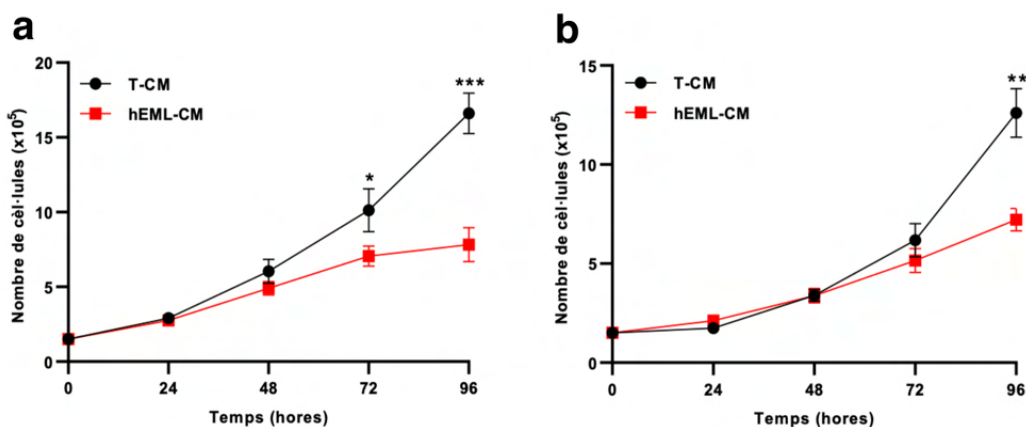 a
20
15
10
5
0
T-CM
hEML-CM
*
***
0 24 48 72 96
Nombre de cèl·lules (x10⁵)
Temps (hores)
b
15
10
5
0
T-CM
hEML-CM
**
0 24 48 72 96
Nombre de cèl·lules (x10⁵)
Temps (hores)